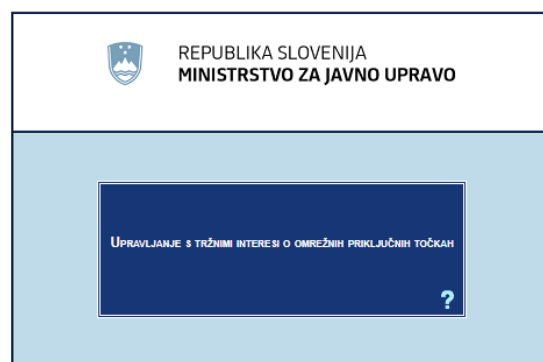 REPUBLIKA SLOVENIJA
MINISTRSTVO ZA JAVNO UPRAVO
UPRAVLJANJE S TRŽNIMI INTERESI O OMREŽNIH PRIKLJUČNIH TOČKAH
?